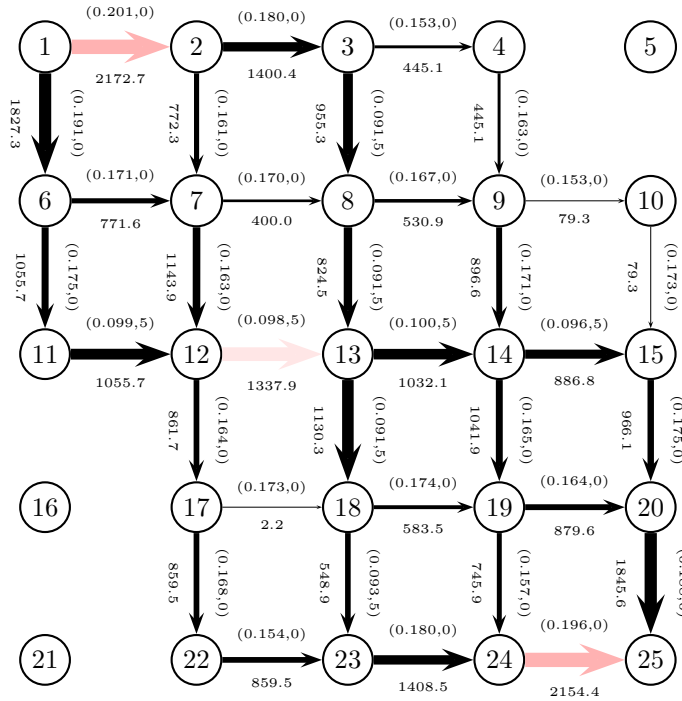 (0.201,0) (0.180,0) (0.153,0)
1 2 3 4 5
2172.7 1400.4 445.1
1827.3 (0.191,0) 772.3 (0.161,0) 955.3 (0.091,5) 445.1 (0.163,0)
(0.171,0) (0.170,0) (0.167,0) (0.153,0)
6 7 8 9 10
771.6 400.0 530.9 79.3
1055.7 (0.175,0) 1143.9 (0.163,0) 824.5 (0.091,5) 896.6 (0.171,0) 79.3 (0.173,0)
(0.099,5) (0.098,5) (0.100,5) (0.096,5)
11 12 13 14 15
1055.7 1337.9 1032.1 886.8
861.7 (0.164,0) 1130.3 (0.091,5) 1041.9 (0.165,0) 966.1 (0.175,0)
(0.173,0) (0.174,0) (0.164,0)
16 17 18 19 20
2.2 583.5 879.6
859.5 (0.168,0) 548.9 (0.093,5) 745.9 (0.157,0) 1845.6
(0.154,0) (0.180,0) (0.196,0)
21 22 23 24 25
859.5 1408.5 2154.4